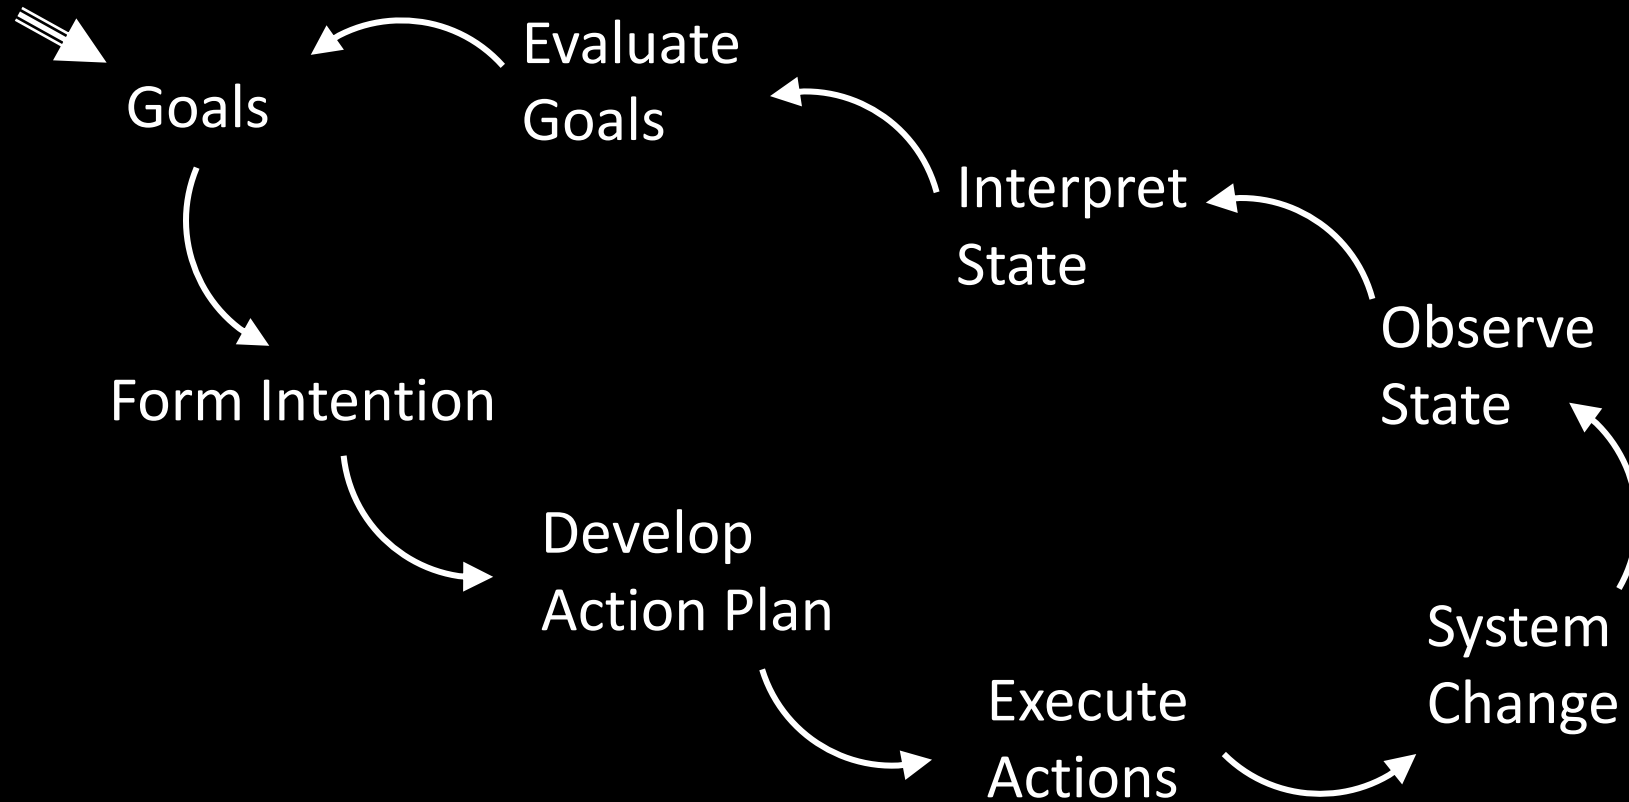 Goals
Form Intention
Develop
Action Plan
Execute
Actions
System
Change
Observe
State
Interpret
State
Evaluate
Goals